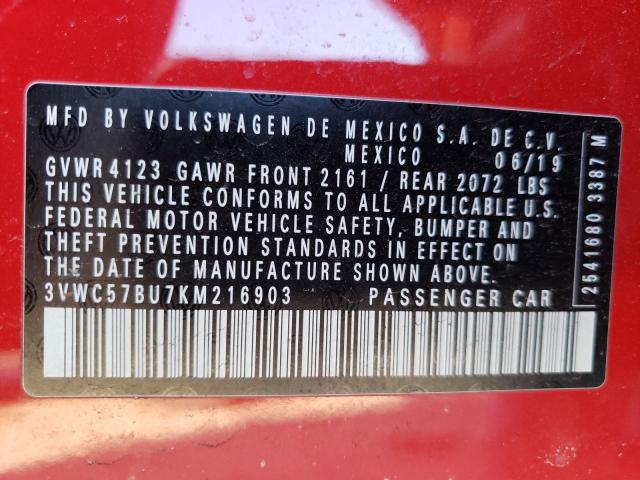 MFD BY VOLKSWAGEN DE MEXICO S.A. DE C.V.
MEXICO 06/19
GVWR 4123 GAWR FRONT 2161 / REAR 2072 LBS
THIS VEHICLE CONFORMS TO ALL APPLICABLE U.S.
FEDERAL MOTOR VEHICLE SAFETY, BUMPER AND
THEFT PREVENTION STANDARDS IN EFFECT ON
THE DATE OF MANUFACTURE SHOWN ABOVE.
3VWC57BU7KM216903 PASSENGER CAR
2541680 3387 M